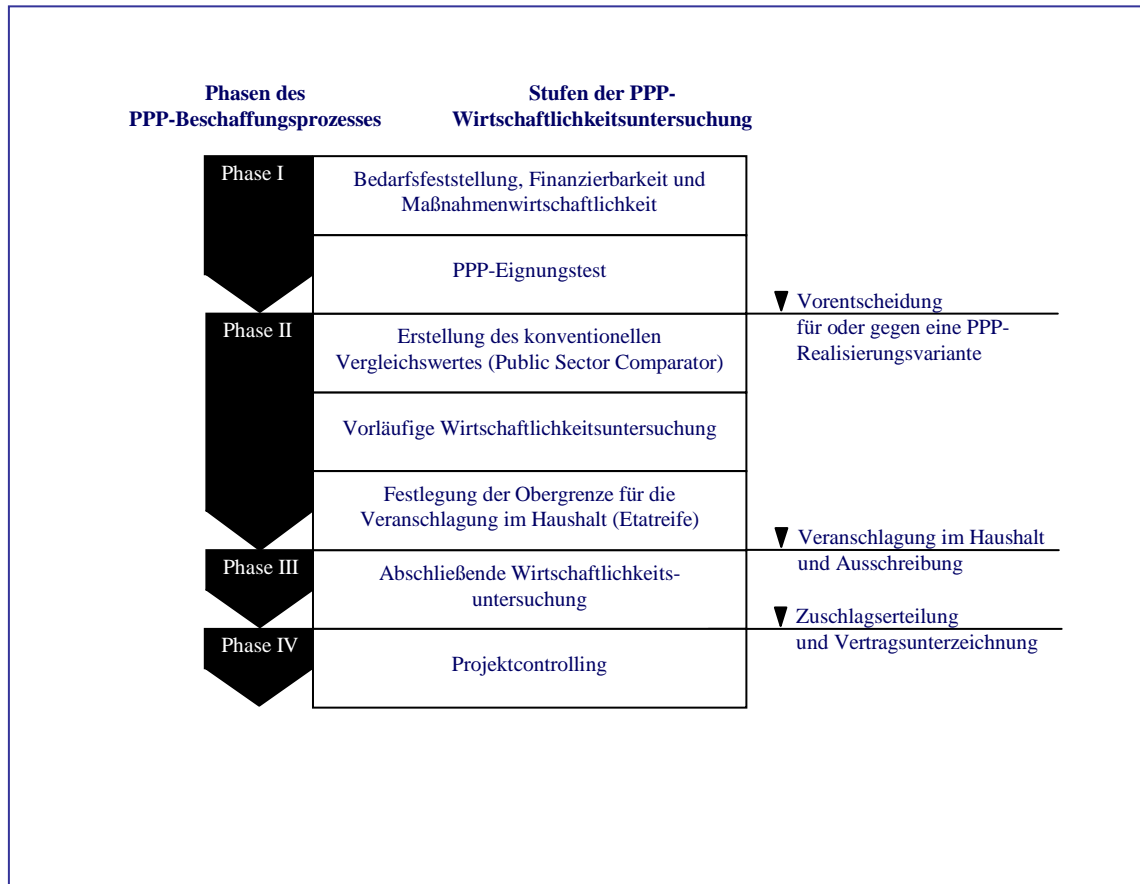 Phasen des
PPP-Beschaffungsprozesses
Stufen der PPP-
Wirtschaftlichkeitsuntersuchung
Phase I
Bedarfsfeststellung, Finanzierbarkeit und
Maßnahmenwirtschaftlichkeit
PPP-Eignungstest
Vorentscheidung
für oder gegen eine PPP-
Realisierungsvariante
Phase II
Erstellung des konventionellen
Vergleichswertes (Public Sector Comparator)
Vorläufige Wirtschaftlichkeitsuntersuchung
Festlegung der Obergrenze für die
Veranschlagung im Haushalt (Etatreife)
Veranschlagung im Haushalt
und Ausschreibung
Phase III
Abschließende Wirtschaftlichkeits-
untersuchung
Zuschlagserteilung
und Vertragsunterzeichnung
Phase IV
Projektcontrolling